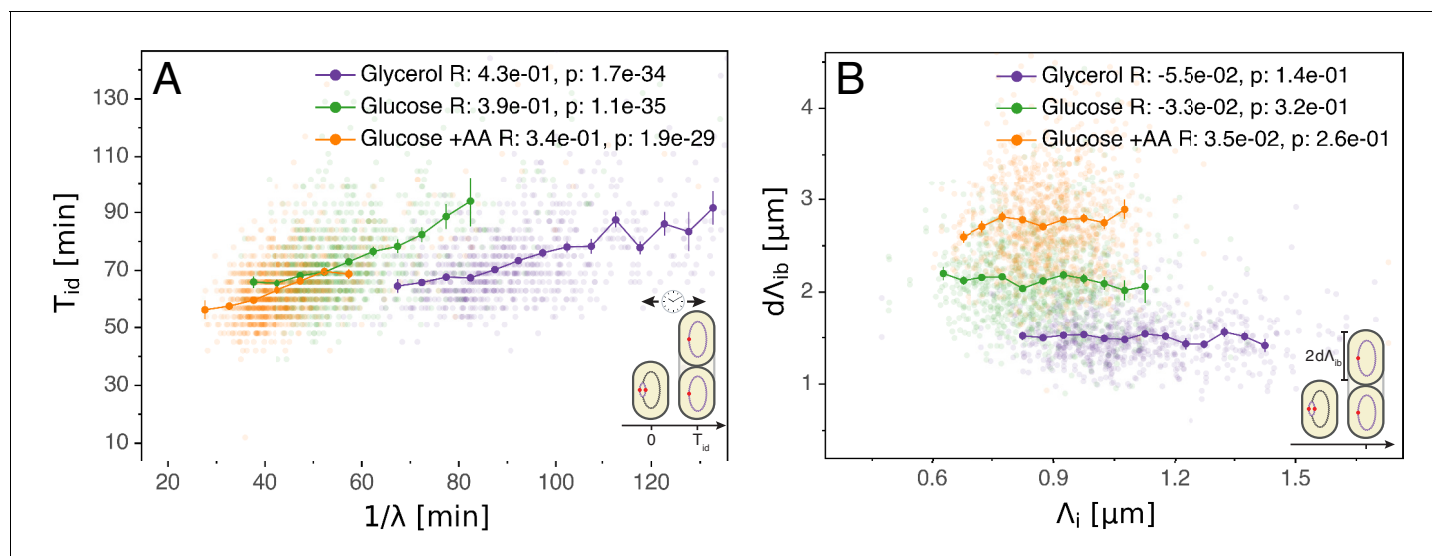 A
Glycerol R: 4.3e-01, p: 1.7e-34
Glucose R: 3.9e-01, p: 1.1e-35
Glucose +AA R: 3.4e-01, p: 1.9e-29
130
110
90
70
50
30
10
T_id [min]
20
40
60
80
100
120
1/λ [min]
0
T_id
B
Glycerol R: -5.5e-02, p: 1.4e-01
Glucose R: -3.3e-02, p: 3.2e-01
Glucose +AA R: 3.5e-02, p: 2.6e-01
4
3
2
1
dΛ_ib [μm]
0.6
0.9
1.2
1.5
Λ_i [μm]
2dΛ_ib